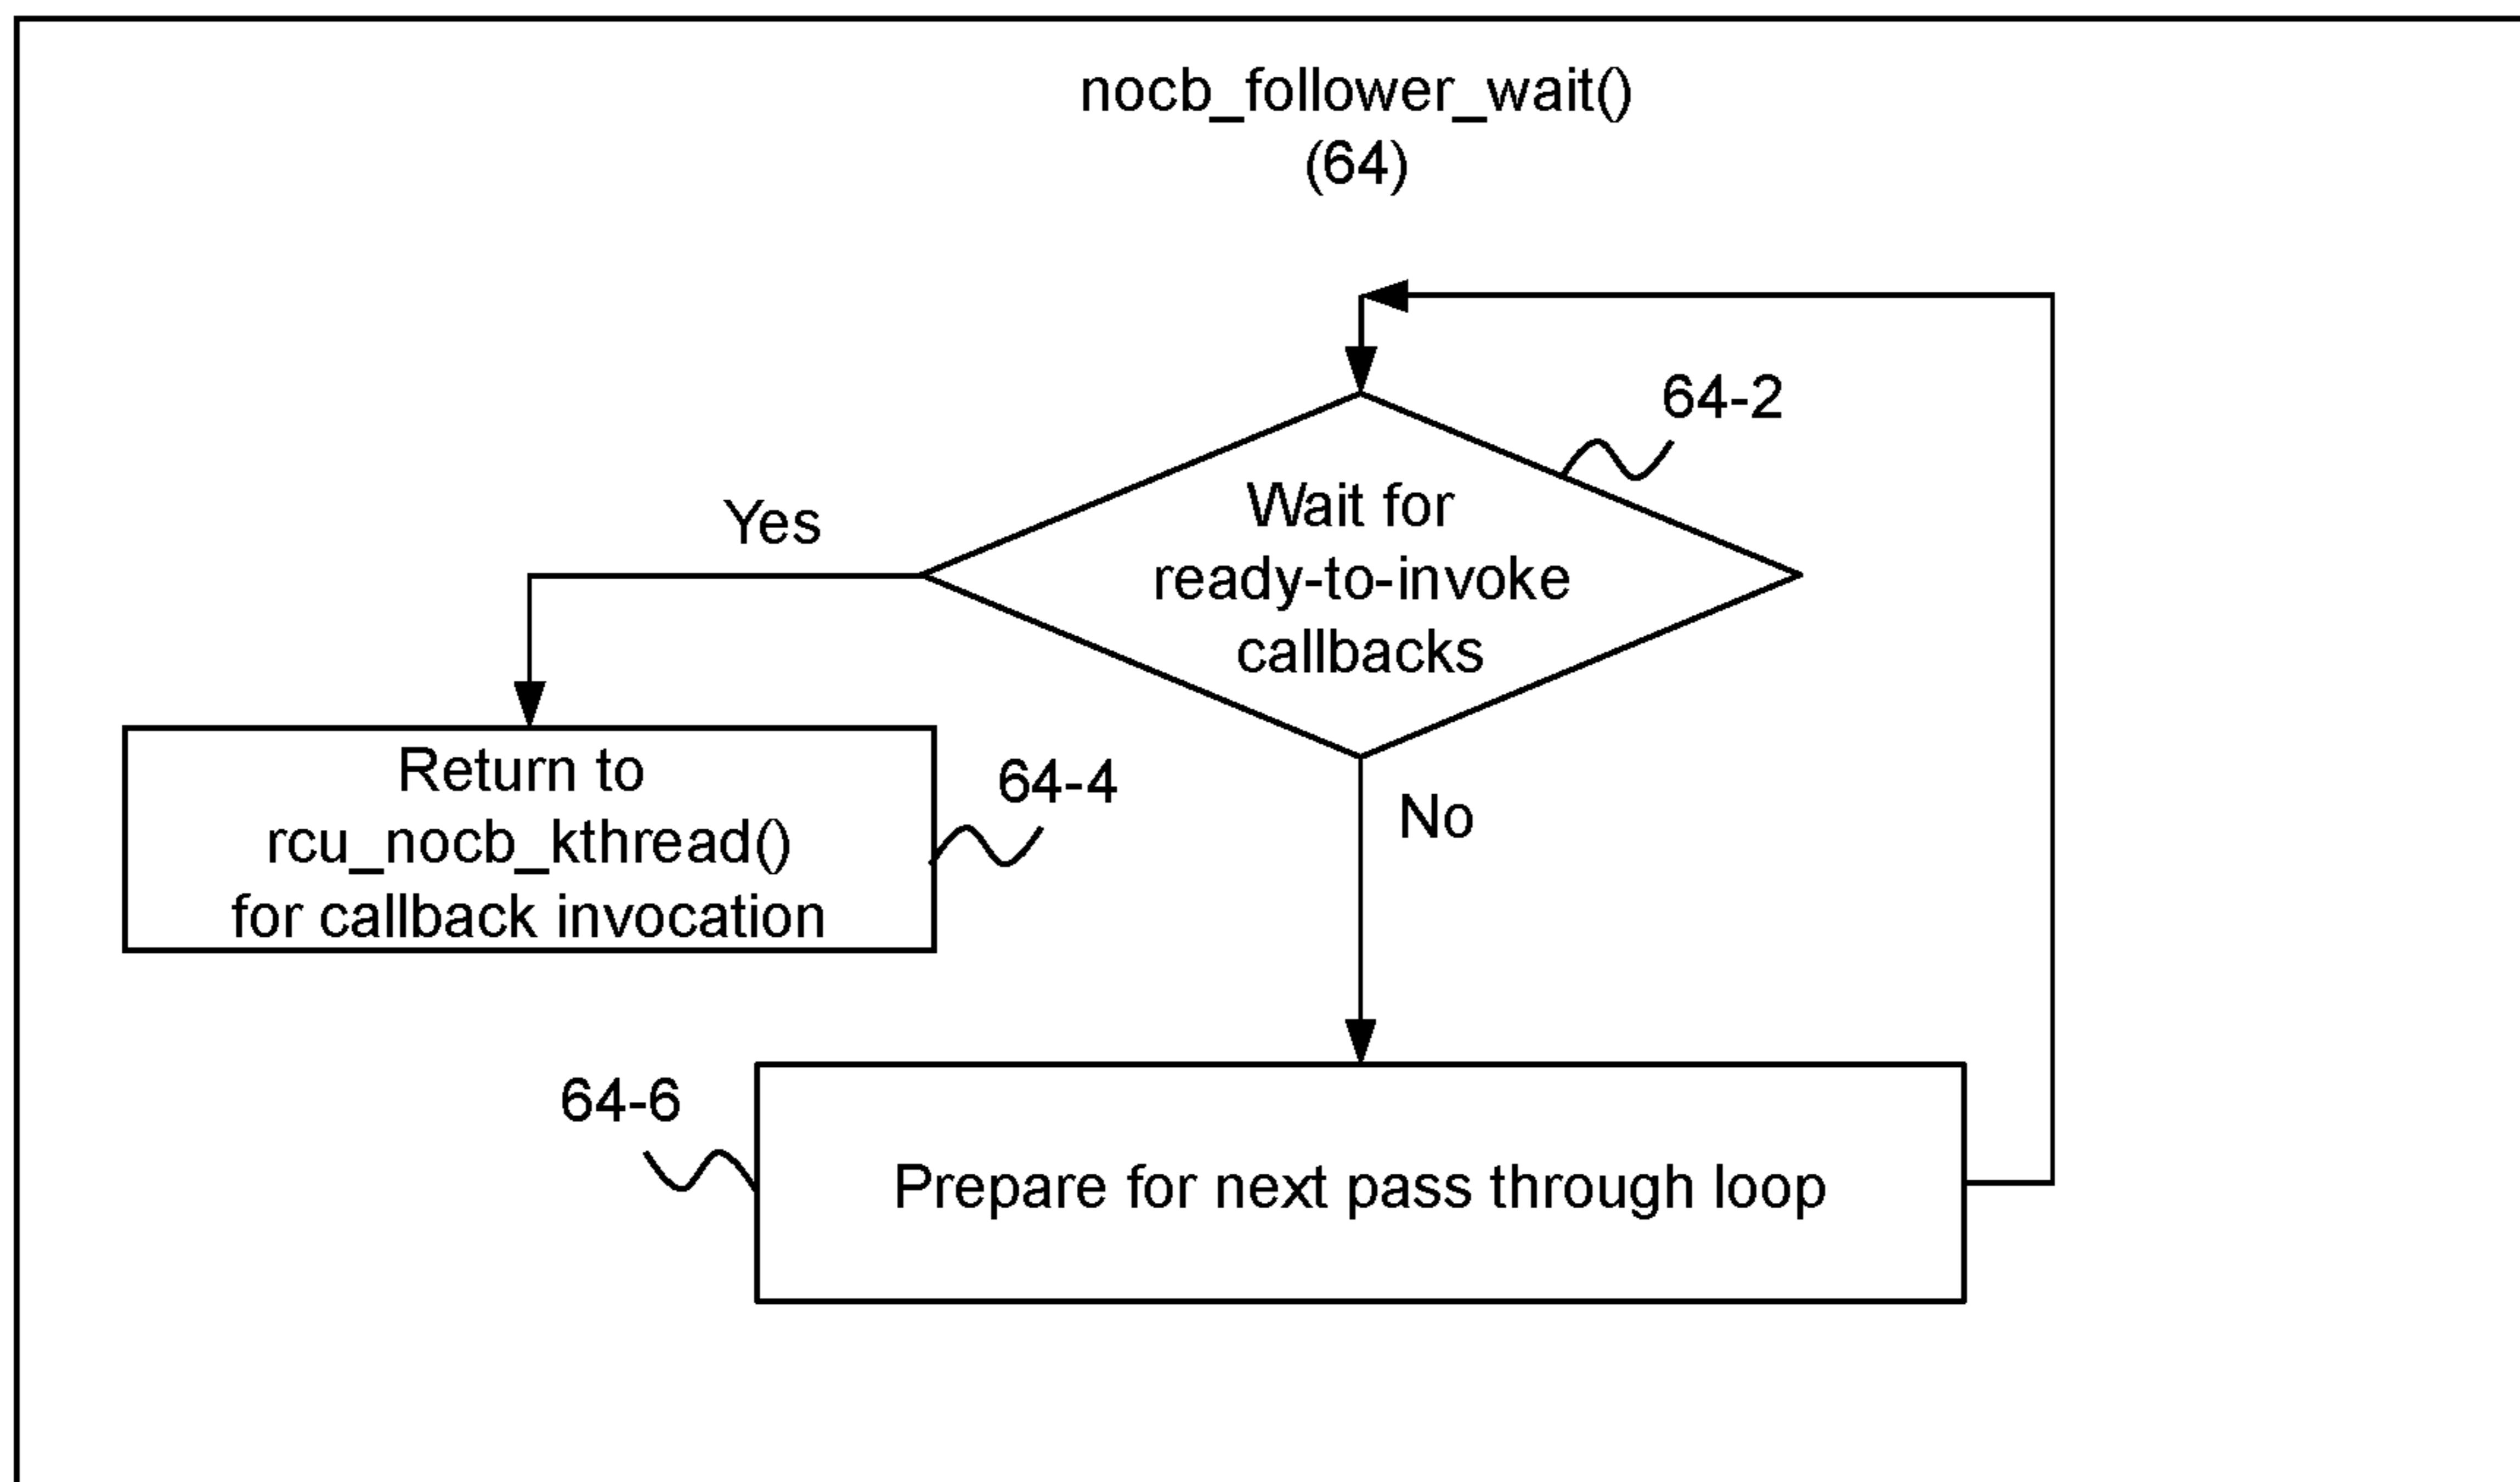 nocb_follower_wait()
(64)
64-2
Wait for
ready-to-invoke
callbacks
Yes
Return to
rcu_nocb_kthread()
for callback invocation
64-4
No
64-6
Prepare for next pass through loop